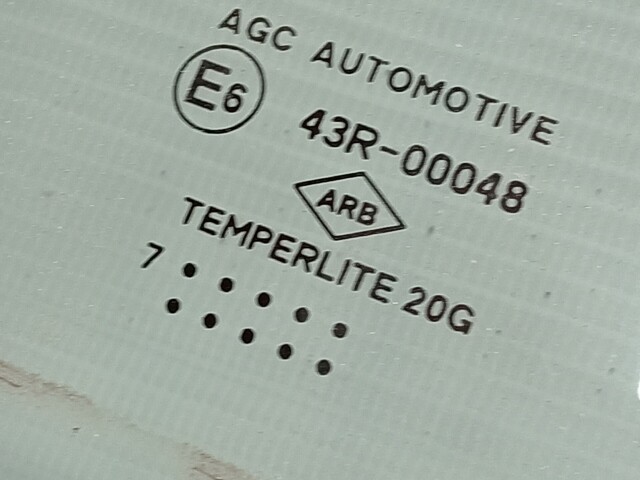 AGC AUTOMOTIVE
E6 43R-00048
ARB
TEMPERLITE 20G
7